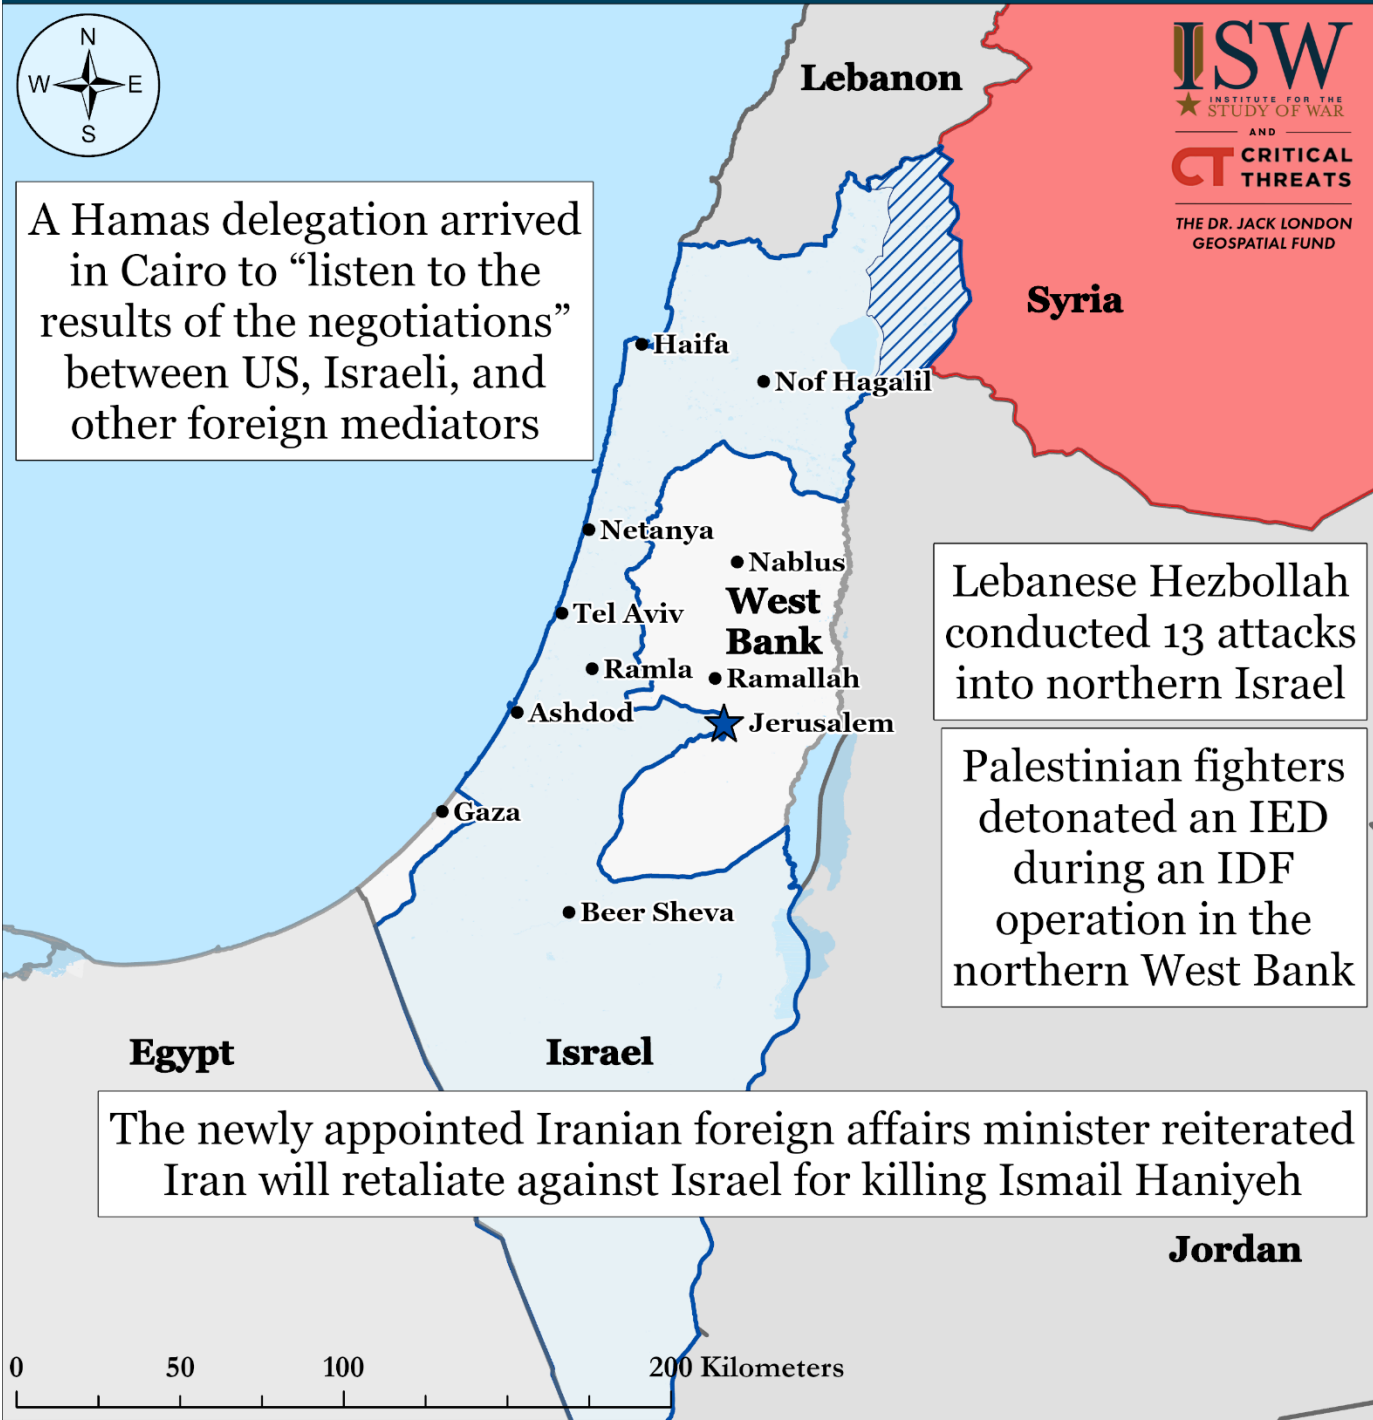 N
W
E
S
Lebanon
ISW
INSTITUTE FOR THE
STUDY OF WAR
AND
CT CRITICAL
THREATS
THE DR. JACK LONDON
GEOSPATIAL FUND
A Hamas delegation arrived
in Cairo to “listen to the
results of the negotiations”
between US, Israeli, and
other foreign mediators
Syria
Haifa
Nof Hagalil
Netanya
Nablus
West
Bank
Tel Aviv
Ramla
Ramallah
Ashdod
Jerusalem
Gaza
Beer Sheva
Lebanese Hezbollah
conducted 13 attacks
into northern Israel
Palestinian fighters
detonated an IED
during an IDF
operation in the
northern West Bank
Egypt
Israel
The newly appointed Iranian foreign affairs minister reiterated
Iran will retaliate against Israel for killing Ismail Haniyeh
Jordan
0 50 100 200 Kilometers